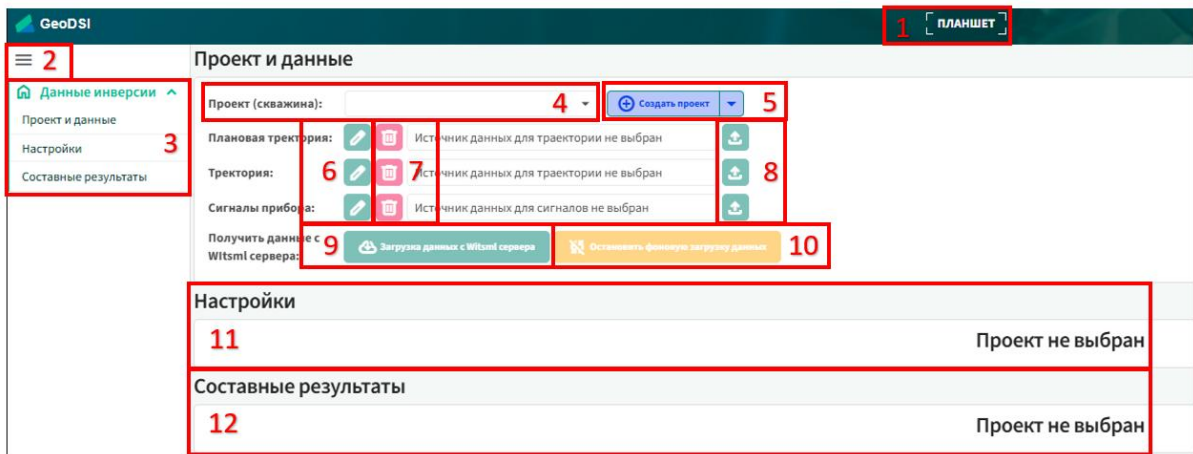 GeoDSI
1 ПЛАНШЕТ
2
Проект и данные
Данные инверсии
Проект и данные
Настройки
3
Составные результаты
Проект (скважина):
4
Создать проект
5
Плановая тректория:
Источник данных для траектории не выбран
Тректория:
6
7
Источник данных для траектории не выбран
8
Сигналы прибора:
Источник данных для сигналов не выбран
Получить данные с
Witsml сервера:
9
Загрузка данных с Witsml сервера
Остановить фоновую загрузку данных
10
Настройки
11
Проект не выбран
Составные результаты
12
Проект не выбран